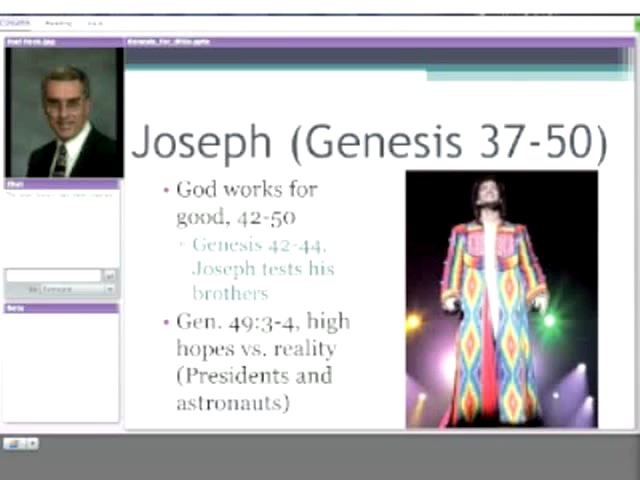 Meeting
Joseph (Genesis 37-50)
• God works for
good, 42-50
◦ Genesis 42-44,
Joseph tests his
brothers
• Gen. 49:3-4, high
hopes vs. reality
(Presidents and
astronauts)